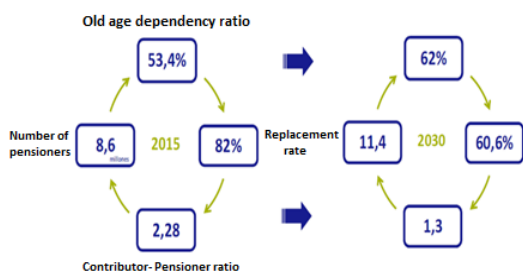 Old age dependency ratio
53,4%
62%
Number of
pensioners
8,6
millones
2015
82%
Replacement
rate
11,4
2030
60,6%
2,28
1,3
Contributor- Pensioner ratio